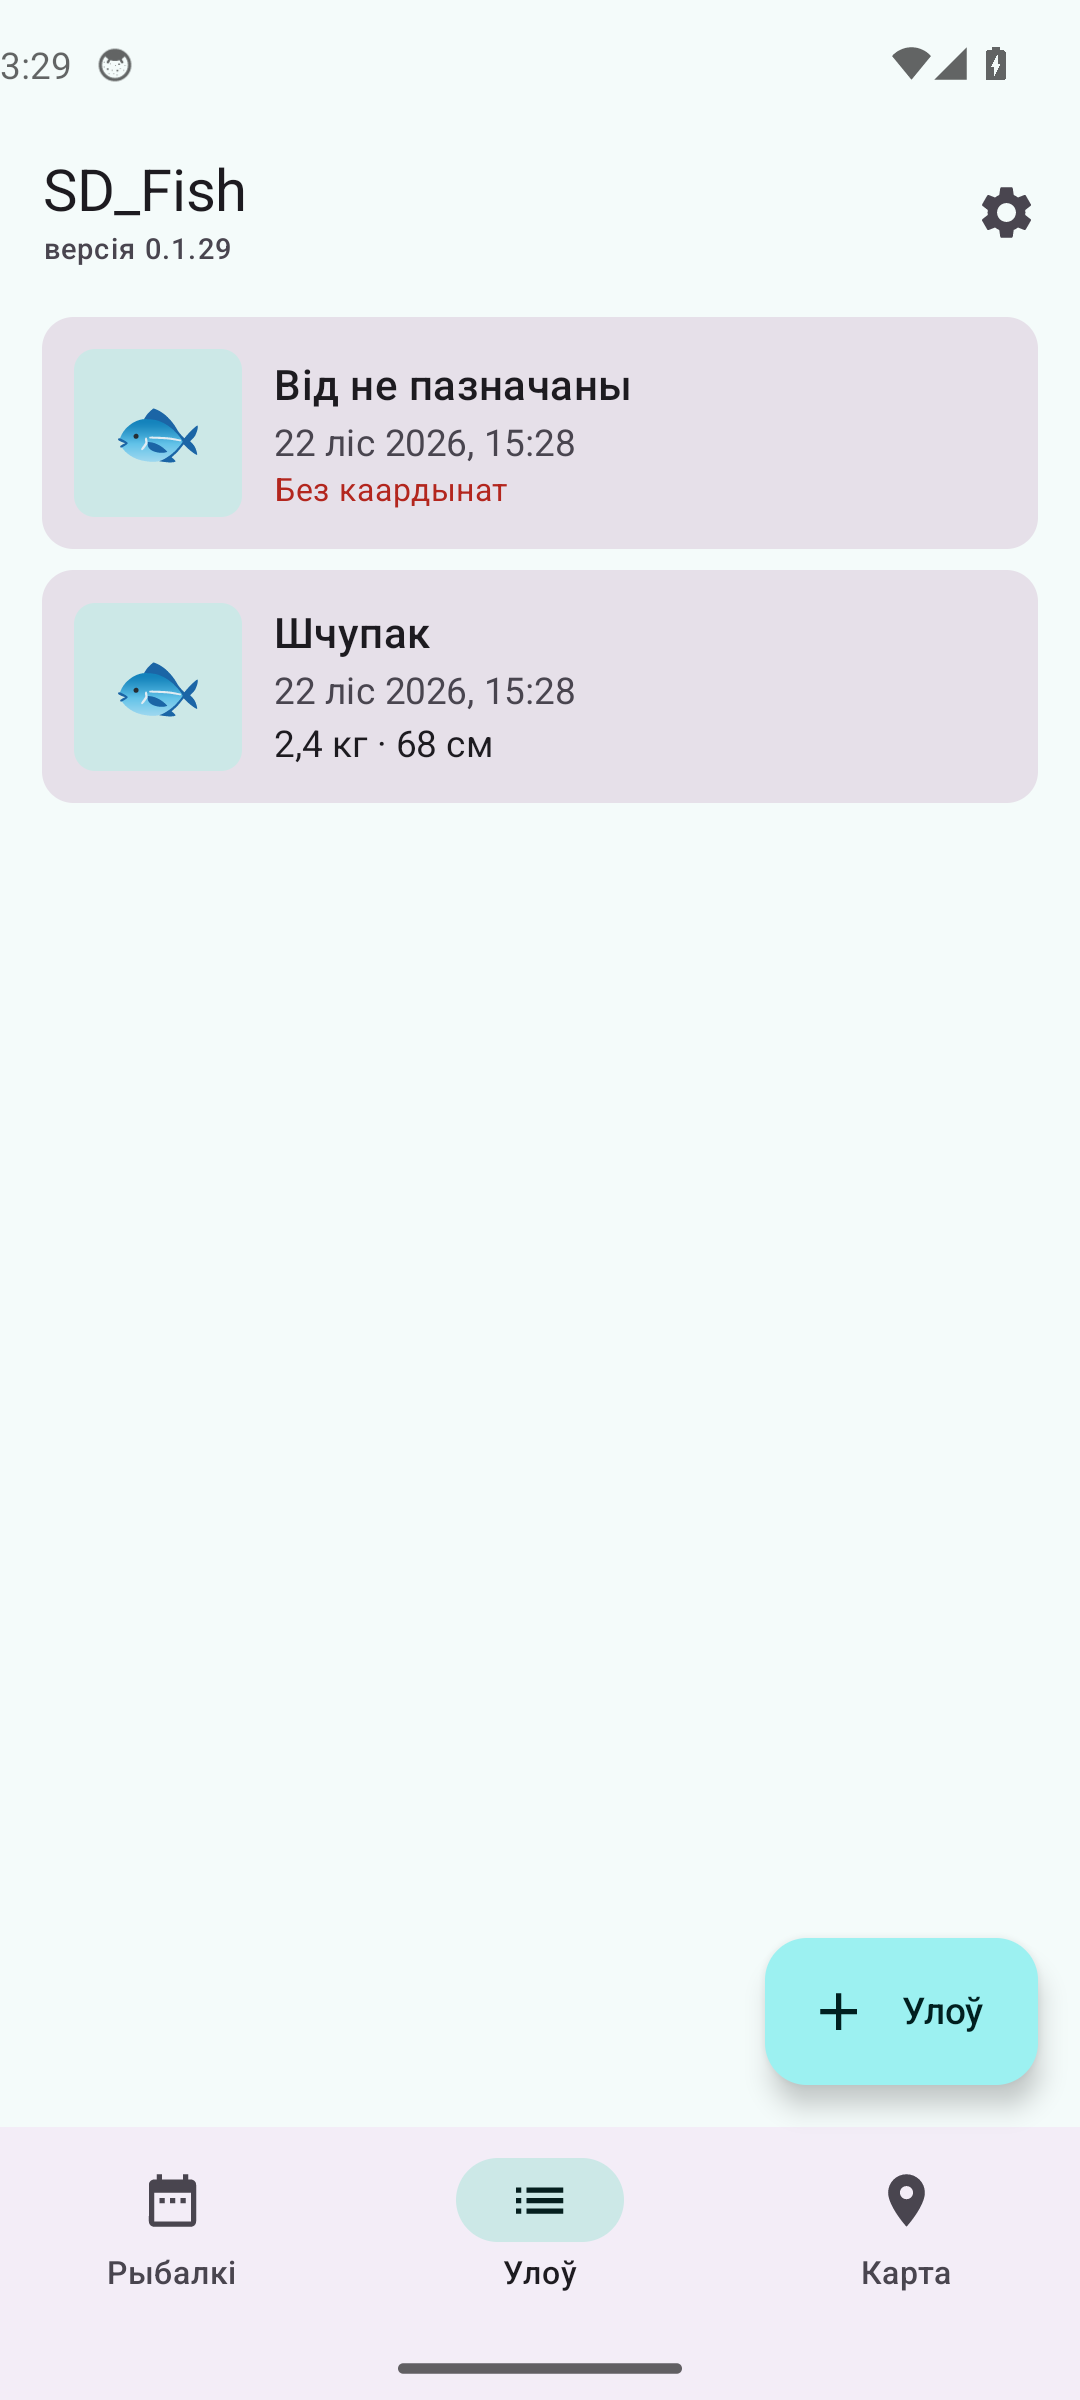 3:29
SD_Fish
версія 0.1.29
Від не пазначаны
22 ліс 2026, 15:28
Без каардынат
Шчупак
22 ліс 2026, 15:28
2,4 кг · 68 см
Улоў
Рыбалкі
Улоў
Карта